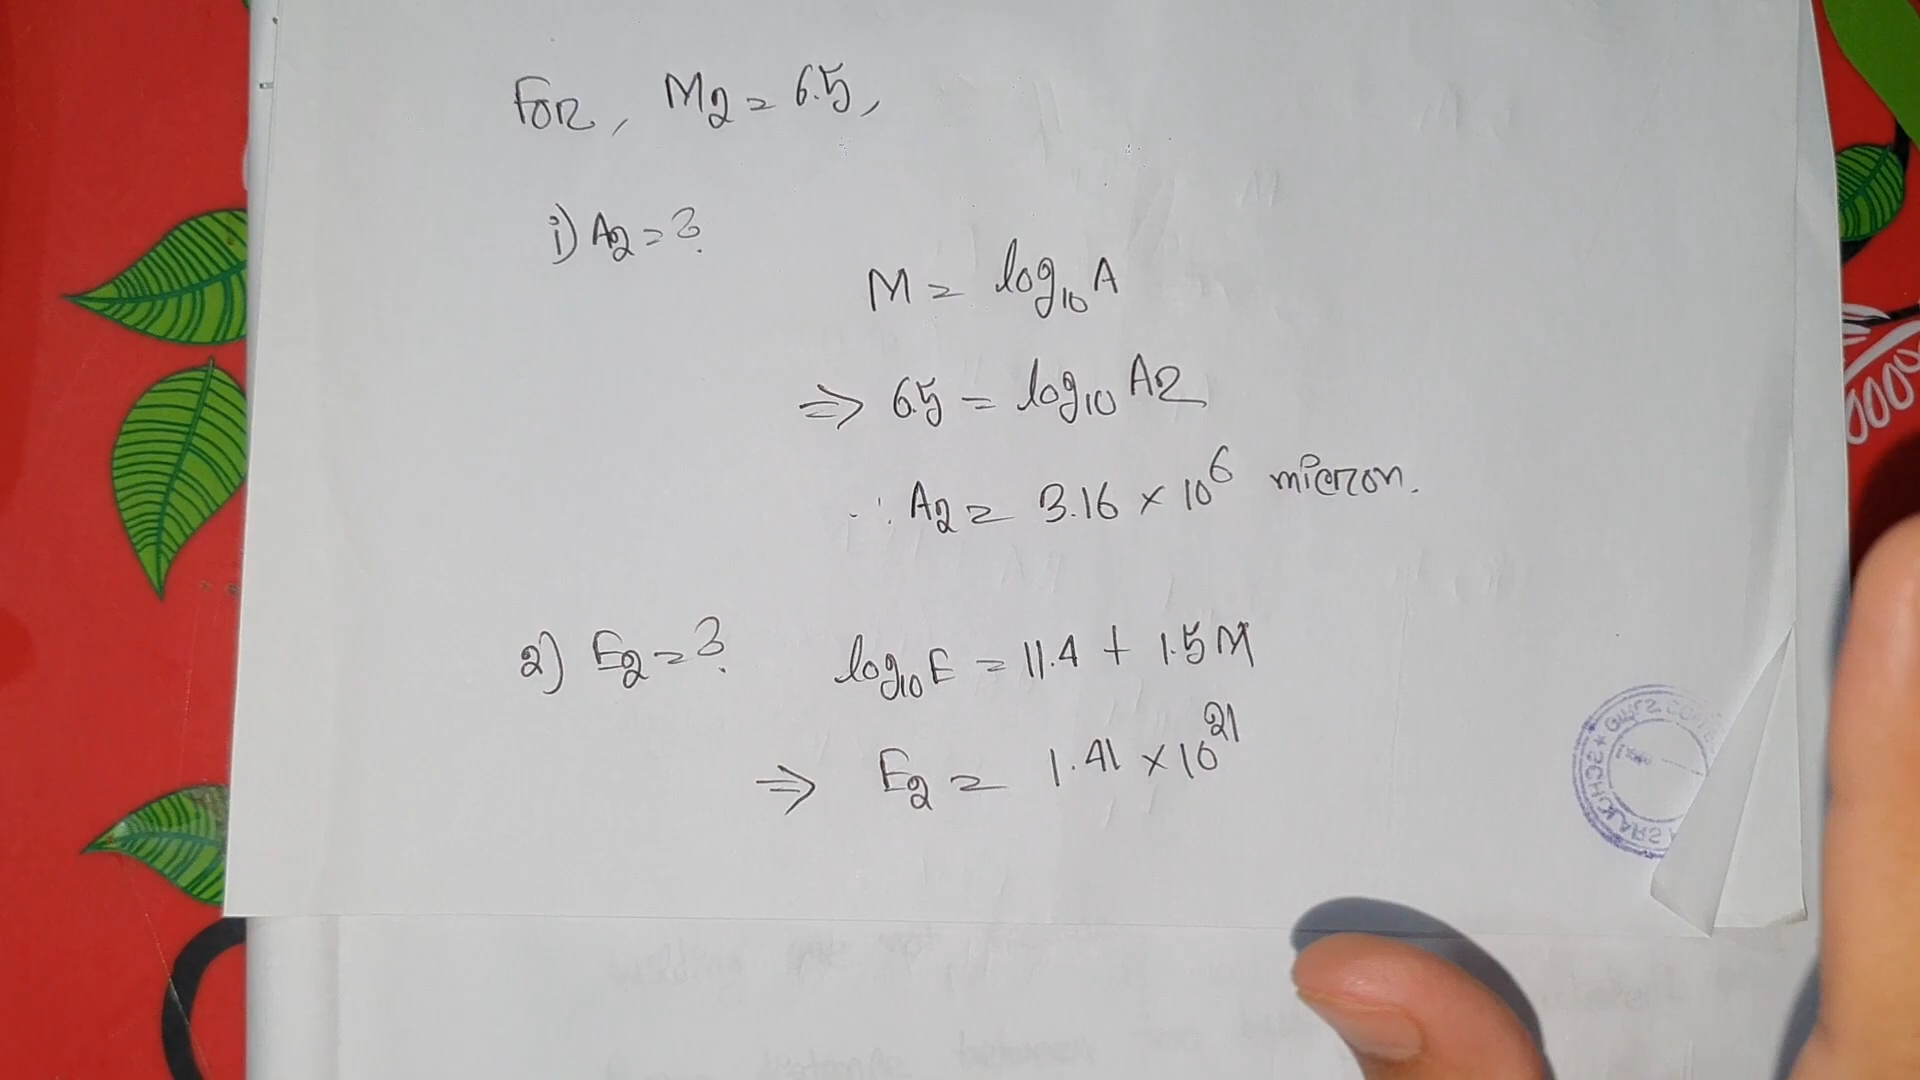 For, M2 = 6.5,
i) A2 = ?
M = log10 A
⇒ 6.5 = log10 A2
∴ A2 = 3.16 × 10^6 micron.
2) E2 = ? log10 E = 11.4 + 1.5 M
⇒ E2 = 1.41 × 10^21